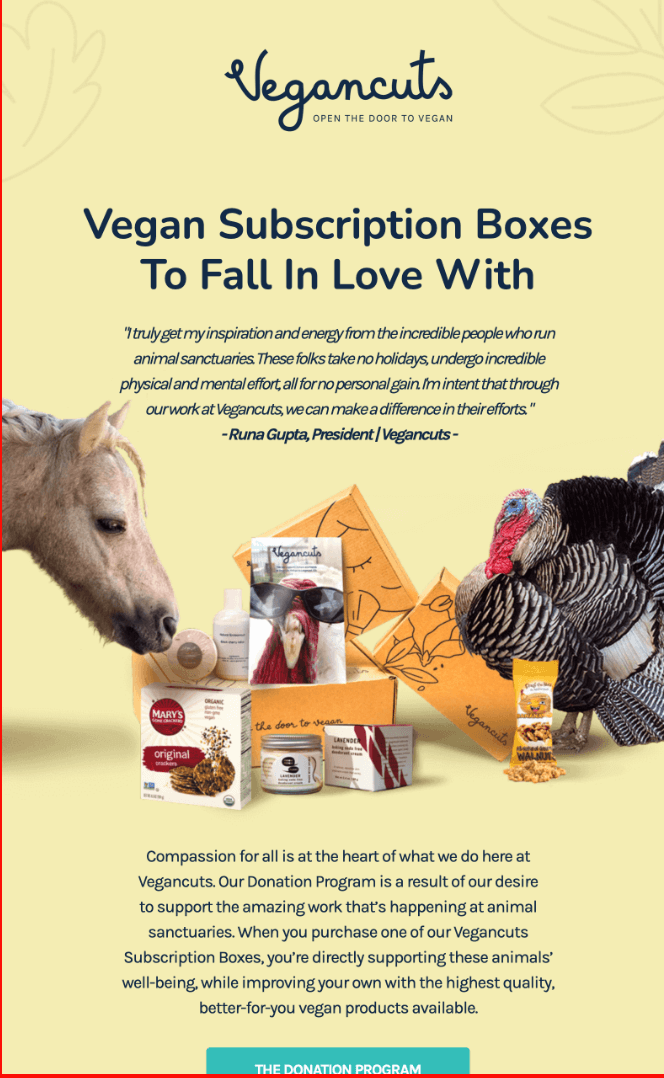 Vegancuts
OPEN THE DOOR TO VEGAN
Vegan Subscription Boxes
To Fall In Love With
"I truly get my inspiration and energy from the incredible people who run
animal sanctuaries. These folks take no holidays, undergo incredible
physical and mental effort, all for no personal gain. I'm intent that through
our work at Vegancuts, we can make a difference in their efforts. "
- Runa Gupta, President | Vegancuts -
Vegancuts
the door to vegan
Vegancuts
MARY'S
ORGANIC
original
crackers
LAVENDER
LAVENDER
WALNUT
Compassion for all is at the heart of what we do here at
Vegancuts. Our Donation Program is a result of our desire
to support the amazing work that's happening at animal
sanctuaries. When you purchase one of our Vegancuts
Subscription Boxes, you're directly supporting these animals'
well-being, while improving your own with the highest quality,
better-for-you vegan products available.
THE DONATION PROGRAM